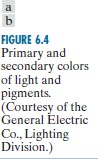 a
b
FIGURE 6.4
Primary and
secondary colors
of light and
pigments.
(Courtesy of the
General Electric
Co., Lighting
Division.)